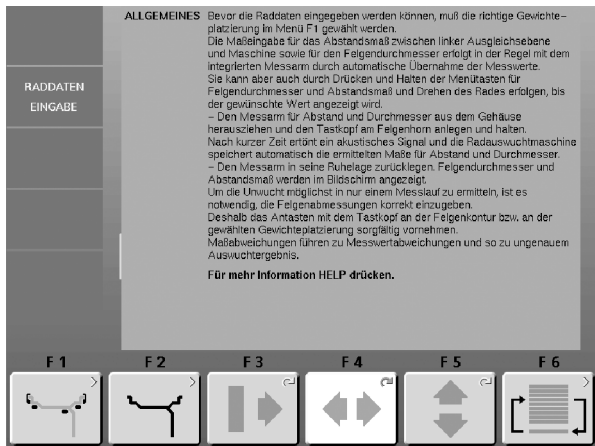 ALLGEMEINES Bevor die Raddaten eingegeben werden können, muß die richtige Gewichte–
platzierung im Menü F1 gewählt werden.
Die Maßeingabe für das Abstandsmaß zwischen linker Ausgleichsebene
und Maschine sowie für den Felgendurchmesser erfolgt in der Regel mit dem
integrierten Messarm durch automatische Übernahme der Messwerte.
Sie kann aber auch durch Drücken und Halten der Menütasten für
Felgendurchmesser und Abstandsmaß und Drehen des Rades erfolgen, bis
der gewünschte Wert angezeigt wird.
– Den Messarm für Abstand und Durchmesser aus dem Gehäuse
herausziehen und den Tastkopf am Felgenhorn anlegen und halten.
Nach kurzer Zeit ertönt ein akustisches Signal und die Radauswuchtmaschine
speichert automatisch die ermittelten Maße für Abstand und Durchmesser.
– Den Messarm in seine Ruhelage zurücklegen. Felgendurchmesser und
Abstandsmaß werden im Bildschirm angezeigt.
Um die Unwucht möglichst in nur einem Messlauf zu ermitteln, ist es
notwendig, die Felgenabmessungen korrekt einzugeben.
Deshalb das Antasten mit dem Tastkopf an der Felgenkontur bzw. an der
gewählten Gewichteplatzierung sorgfältig vornehmen.
Maßabweichungen führen zu Messwertabweichungen und so zu ungenauem
Auswuchtergebnis.
Für mehr Information HELP drücken.
RADDATEN
EINGABE
F 1 F 2 F 3 F 4 F 5 F 6